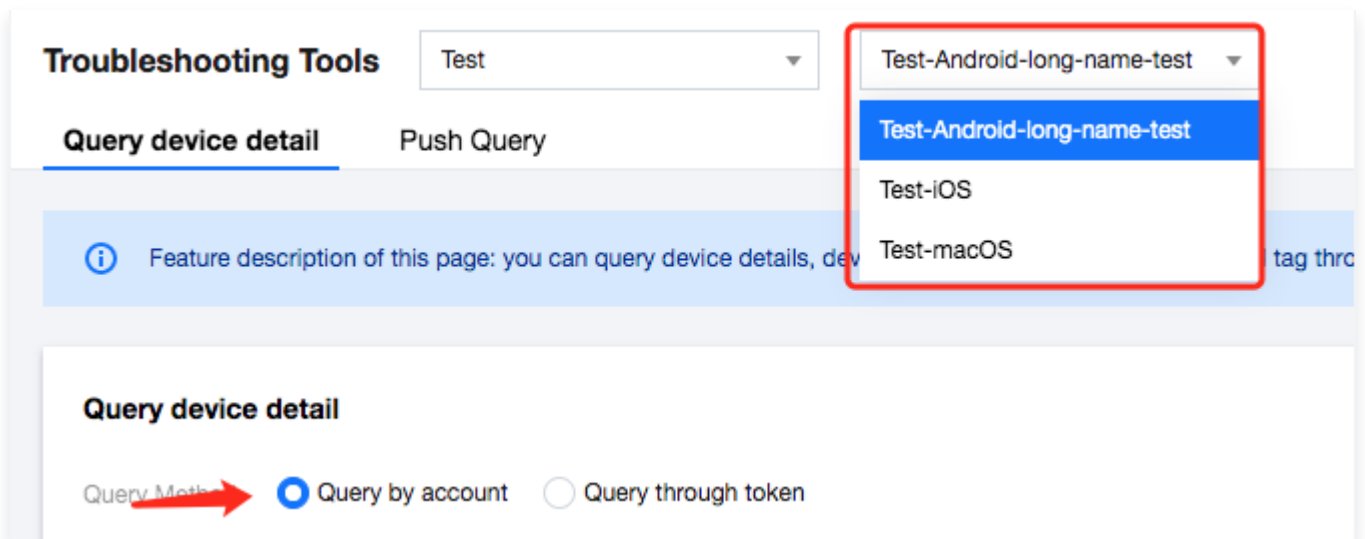 Troubleshooting Tools Test Test-Android-long-name-test
Query device detail Push Query
Test-Android-long-name-test
Test-iOS
Test-macOS
Feature description of this page: you can query device details, tag
Query device detail
Query Query by account Query through token